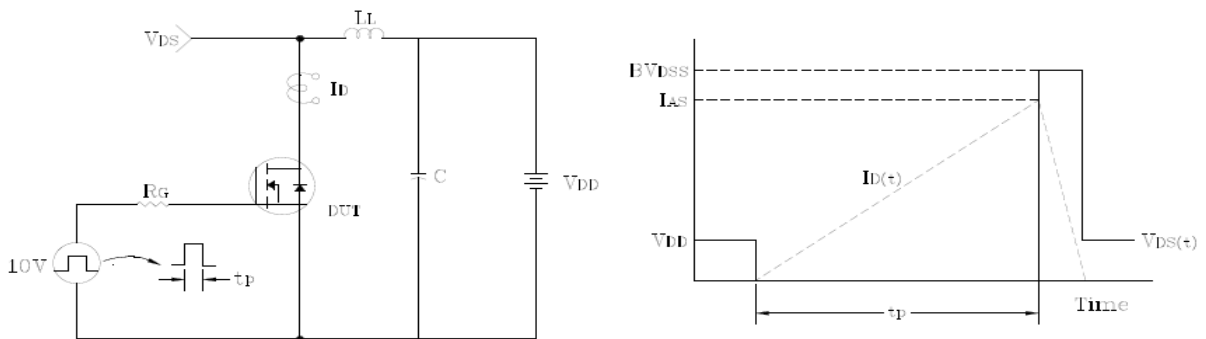 LL
VDS
ID
RG
DUT
C
VDD
10V
tp
BVDSS
IAS
ID(t)
VDD
VDS(t)
tp
Time